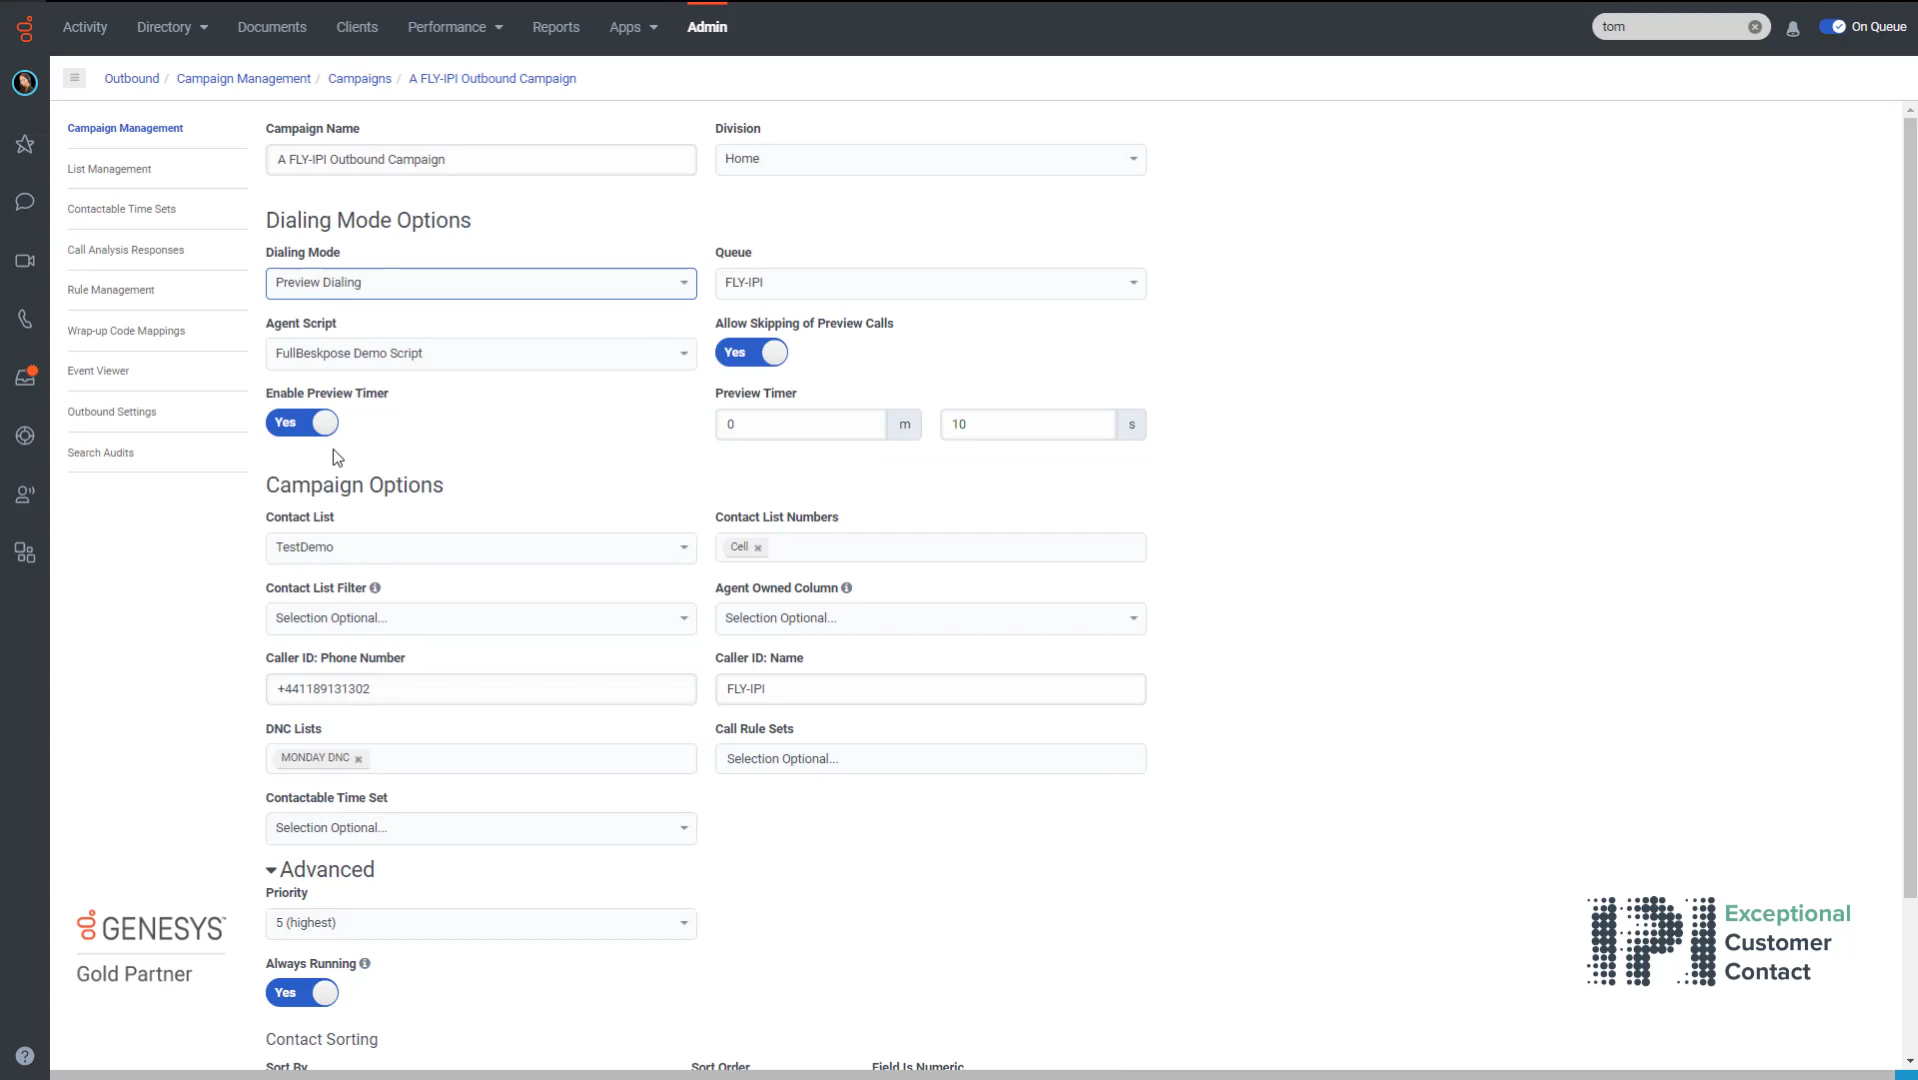 Activity Directory Documents Clients Performance Reports Apps Admin tom On Queue
Outbound / Campaign Management / Campaigns / A FLY-IPI Outbound Campaign
Campaign Management
List Management
Contactable Time Sets
Call Analysis Responses
Rule Management
Wrap-up Code Mappings
Event Viewer
Outbound Settings
Search Audits
Campaign Name Division
A FLY-IPI Outbound Campaign Home
Dialing Mode Options
Dialing Mode Queue
Preview Dialing FLY-IPI
Agent Script Allow Skipping of Preview Calls
FullBeskpose Demo Script Yes
Enable Preview Timer Preview Timer
Yes 0 m 10 s
Campaign Options
Contact List Contact List Numbers
TestDemo Cell
Contact List Filter Agent Owned Column
Selection Optional... Selection Optional...
Caller ID: Phone Number Caller ID: Name
+441189131302 FLY-IPI
DNC Lists Call Rule Sets
MONDAY DNC Selection Optional...
Contactable Time Set
Selection Optional...
Advanced
Priority
5 (highest)
Always Running
Yes
Contact Sorting
Sort By Sort Order Field Is Numeric
GENESYS
Gold Partner
IPI
Exceptional
Customer
Contact